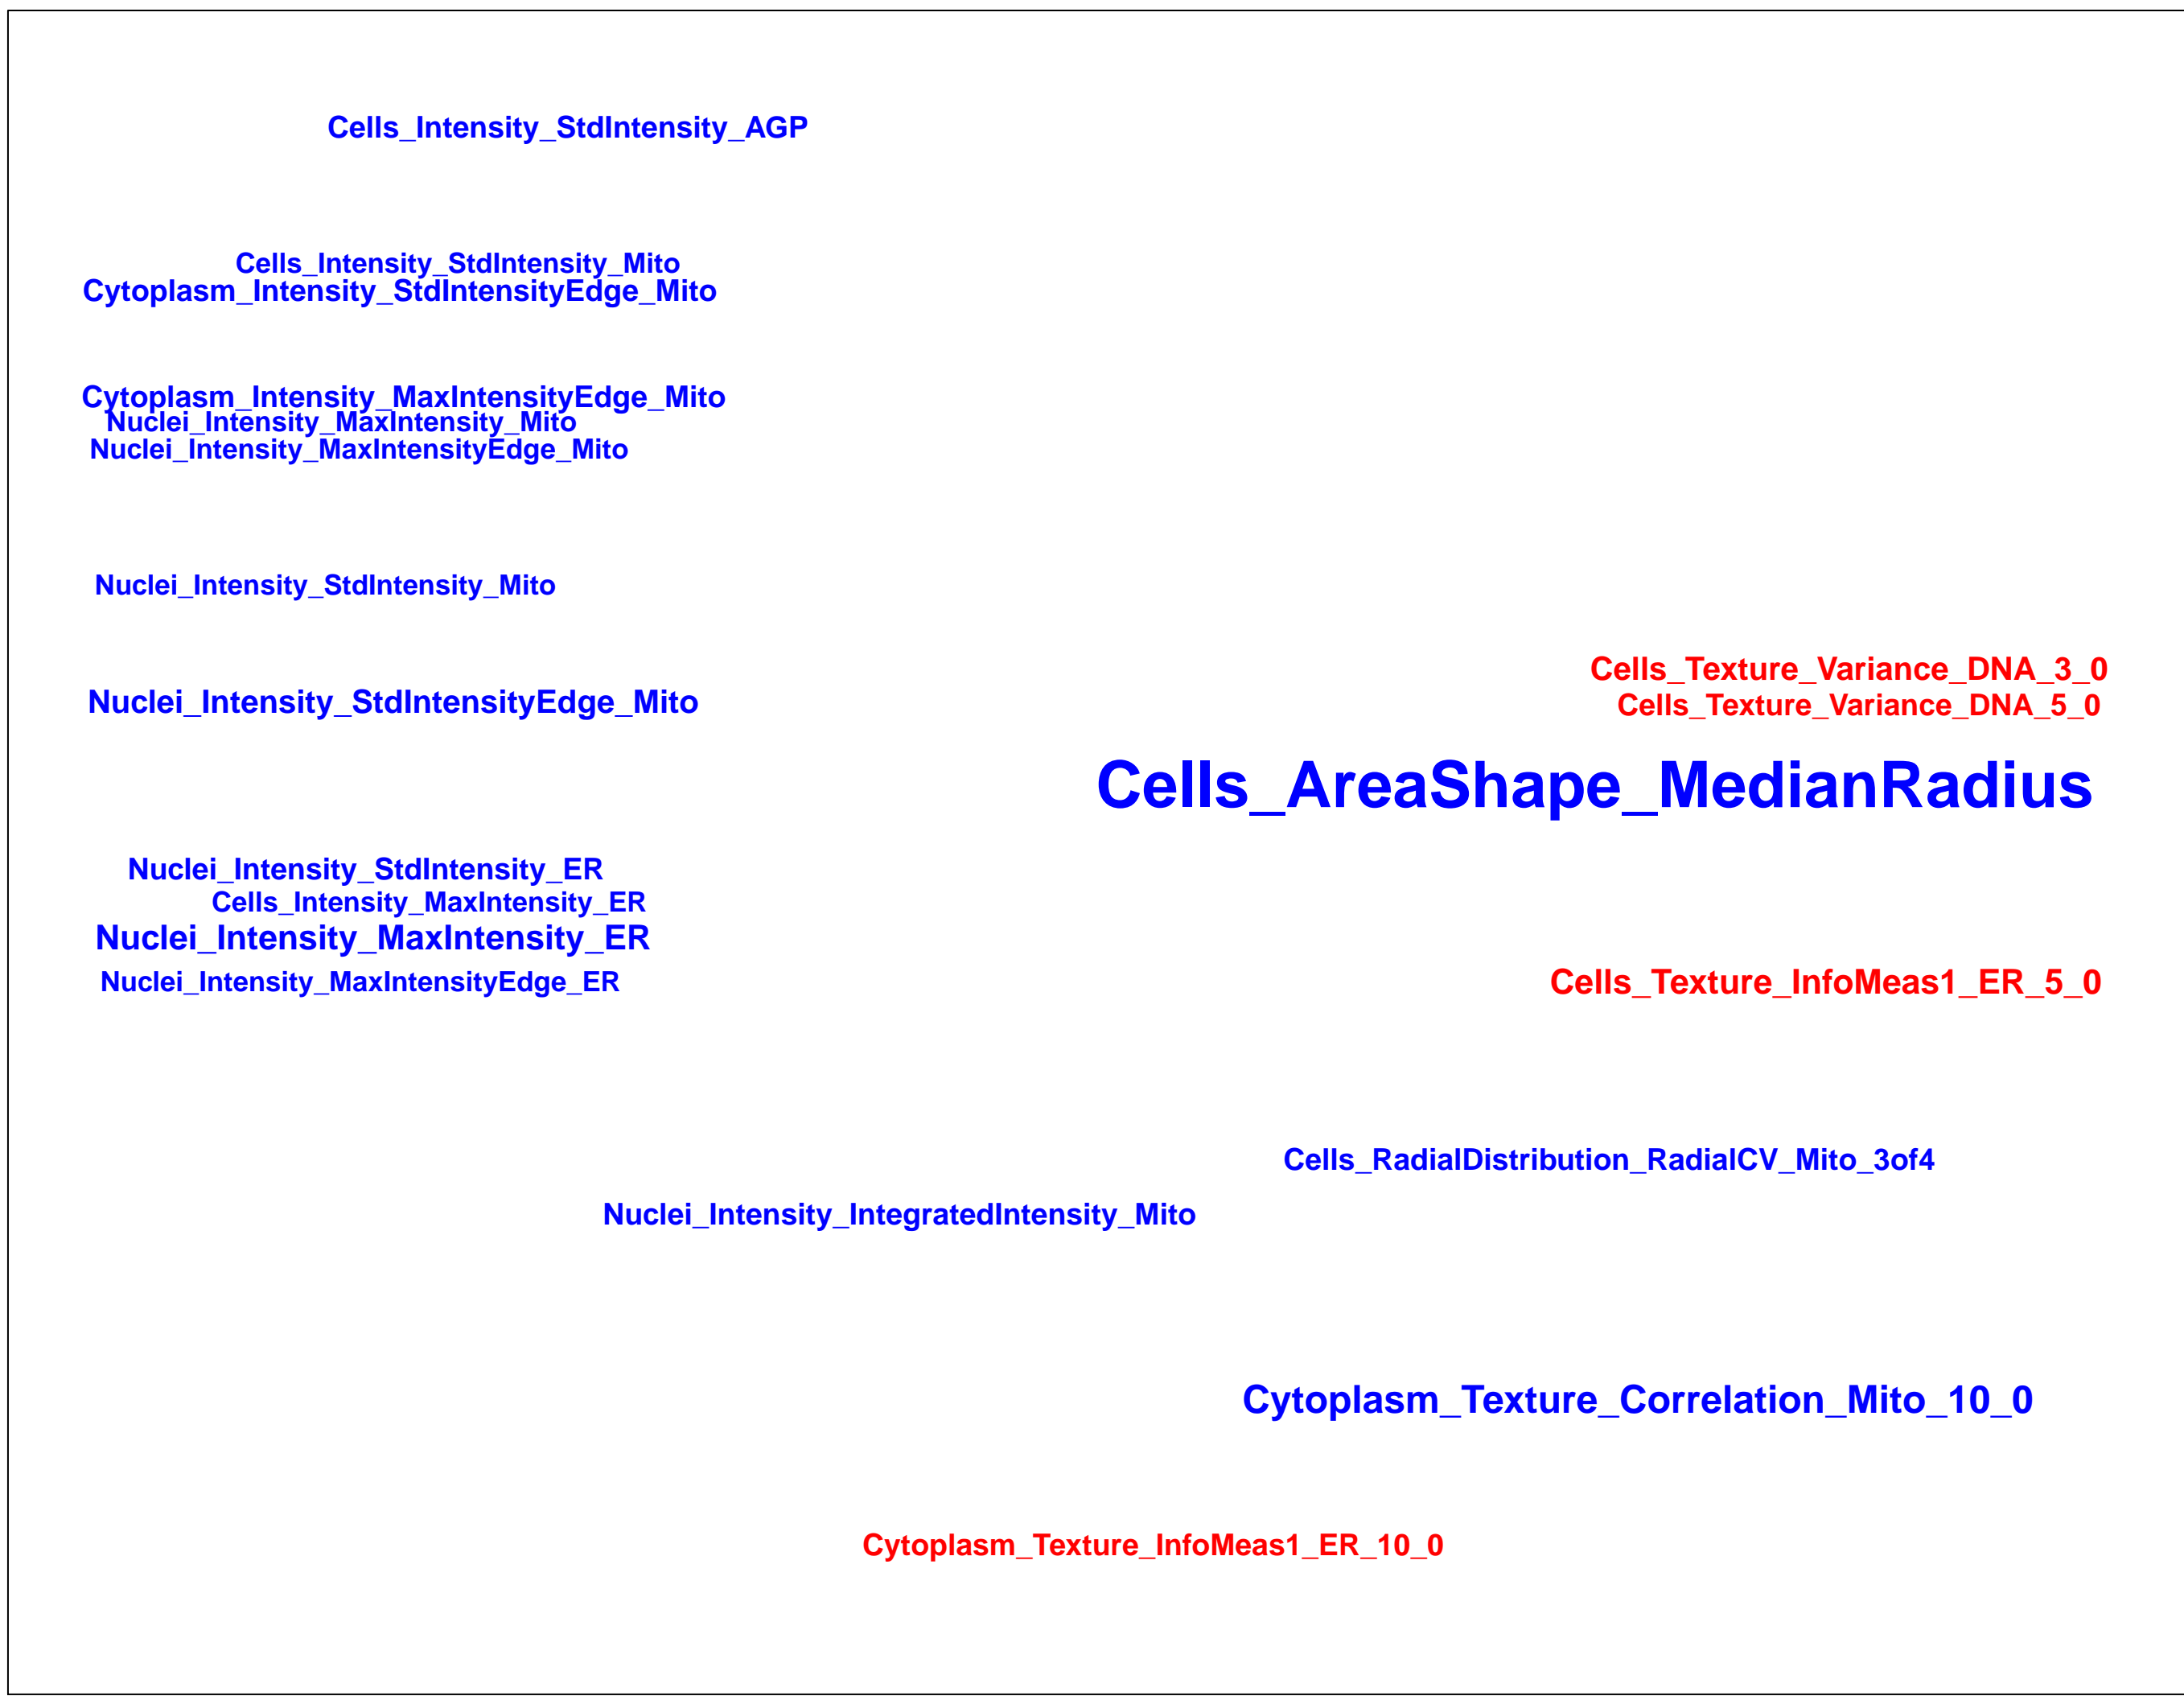 Cells_Intensity_StdIntensity_AGP
Cells_Intensity_StdIntensity_Mito
Cytoplasm_Intensity_StdIntensityEdge_Mito
Cytoplasm_Intensity_MaxIntensityEdge_Mito
Nuclei_Intensity_MaxIntensity_Mito
Nuclei_Intensity_MaxIntensityEdge_Mito
Nuclei_Intensity_StdIntensity_Mito
Cells_Texture_Variance_DNA_3_0
Nuclei_Intensity_StdIntensityEdge_Mito
Cells_Texture_Variance_DNA_5_0
Cells_AreaShape_MedianRadius
Nuclei_Intensity_StdIntensity_ER
Cells_Intensity_MaxIntensity_ER
Nuclei_Intensity_MaxIntensity_ER
Nuclei_Intensity_MaxIntensityEdge_ER
Cells_Texture_InfoMeas1_ER_5_0
Cells_RadialDistribution_RadialCV_Mito_3of4
Nuclei_Intensity_IntegratedIntensity_Mito
Cytoplasm_Texture_Correlation_Mito_10_0
Cytoplasm_Texture_InfoMeas1_ER_10_0